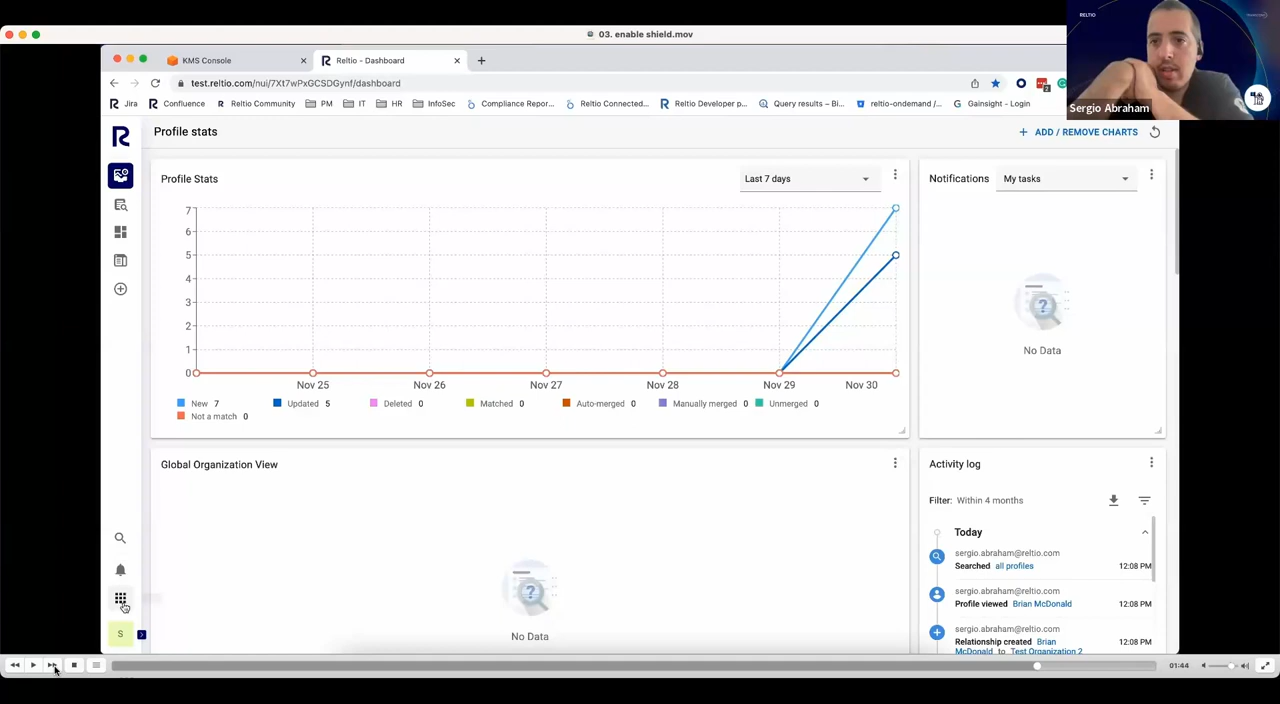 03. enable shield.mov
RELTIO
KMS Console
Reltio - Dashboard
test.reltio.com/nui/7Xt7wPxGCSDGynf/dashboard
Jira
Confluence
Reltio Community
PM
IT
HR
InfoSec
Compliance Repor...
Reltio Connected...
Reltio Developer p...
Query results – Bi...
reltio-ondemand /...
Gainsight - Login
Sergio Abraham
R
Profile stats
ADD / REMOVE CHARTS
Profile Stats
Last 7 days
Notifications
My tasks
7
6
5
4
3
2
1
0
Nov 25
Nov 26
Nov 27
Nov 28
Nov 29
Nov 30
New 7
Updated 5
Deleted 0
Matched 0
Auto-merged 0
Manually merged 0
Unmerged 0
Not a match 0
?
No Data
Global Organization View
?
No Data
Activity log
Filter: Within 4 months
Today
sergio.abraham@reltio.com
Searched all profiles 12:08 PM
sergio.abraham@reltio.com
Profile viewed Brian McDonald 12:08 PM
sergio.abraham@reltio.com
Relationship created Brian 12:08 PM
McDonald to Test Organization 2
S
01:44